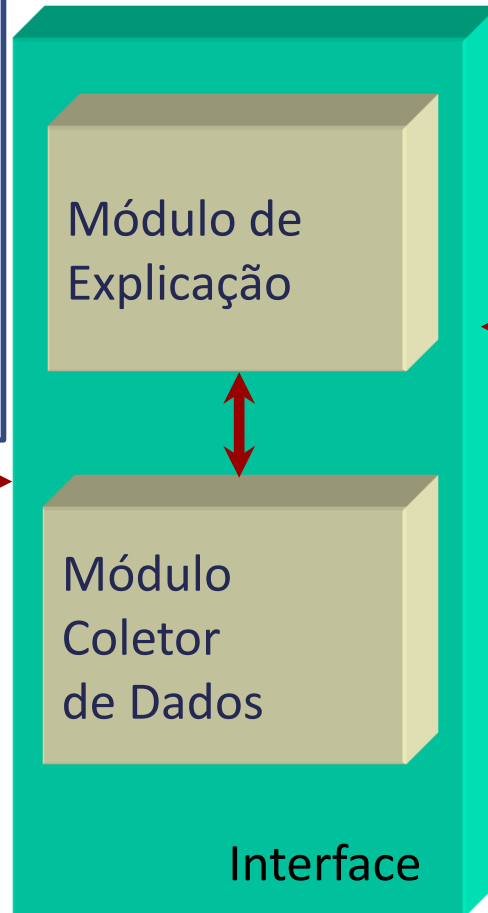 Módulo de
Explicação
Módulo
Coletor
de Dados
Interface